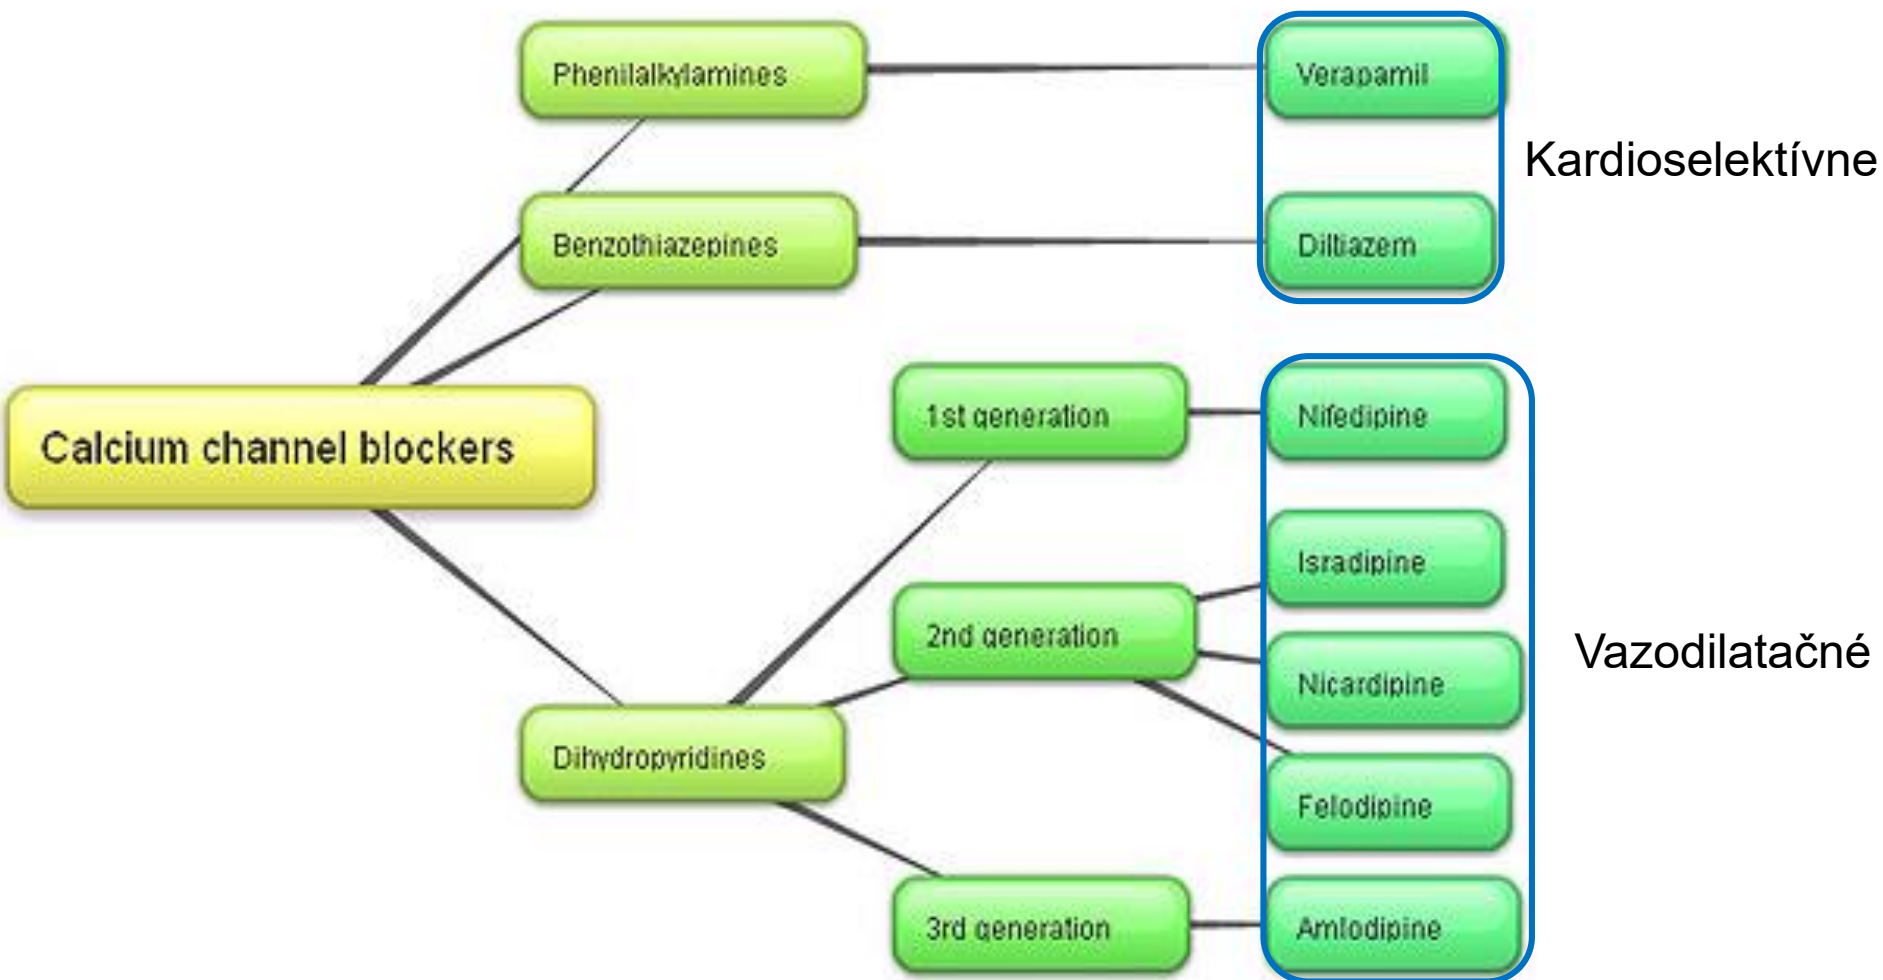 Phenilalkylamines
Verapamil
Kardioselektívne
Benzothiazepines
Diltiazem
1st generation
Nifedipine
Calcium channel blockers
Isradipine
2nd generation
Vazodilatačné
Nicardipine
Dihydropyridines
Felodipine
3rd generation
Amlodipine